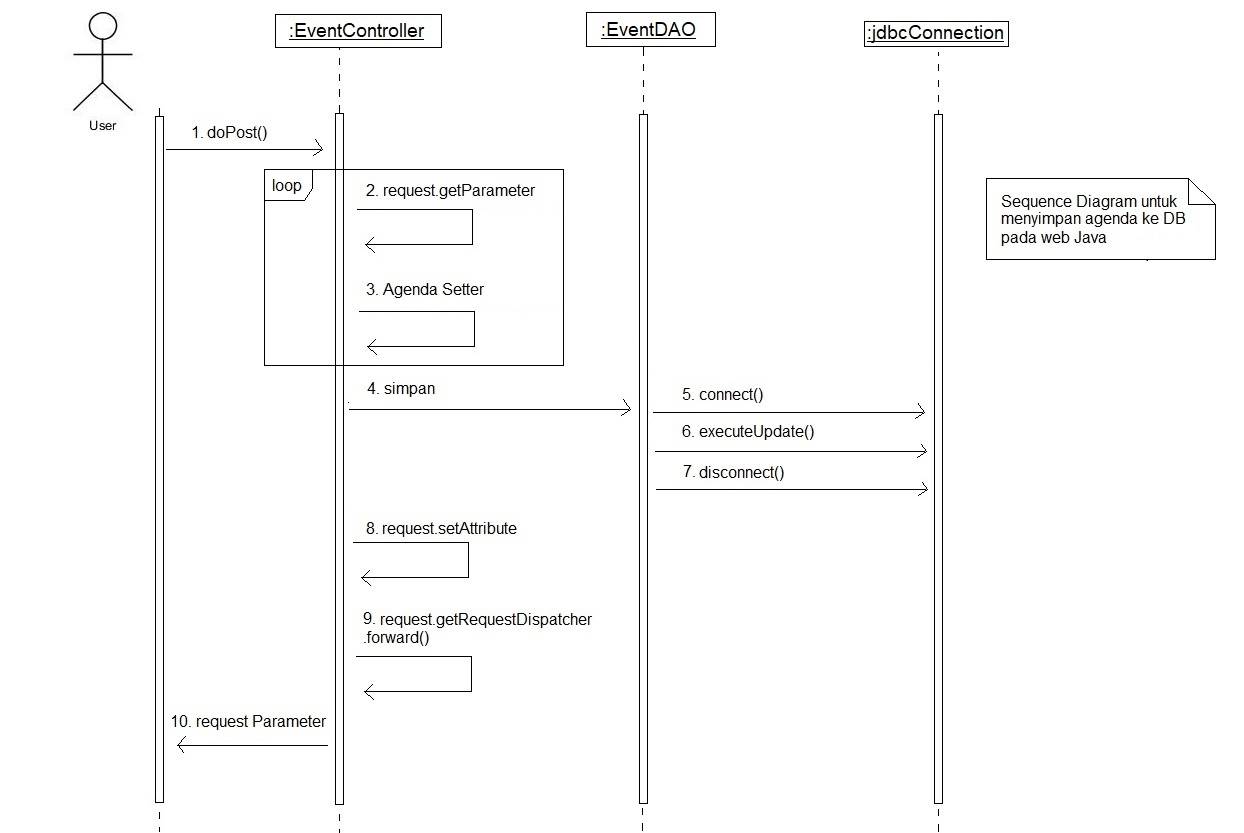 :EventController
:EventDAO
:jdbcConnection
User
1. doPost()
loop
2. request.getParameter
Sequence Diagram untuk
menyimpan agenda ke DB
pada web Java
3. Agenda Setter
4. simpan
5. connect()
6. executeUpdate()
7. disconnect()
8. request.setAttribute
9. request.getRequestDispatcher
.forward()
10. request Parameter